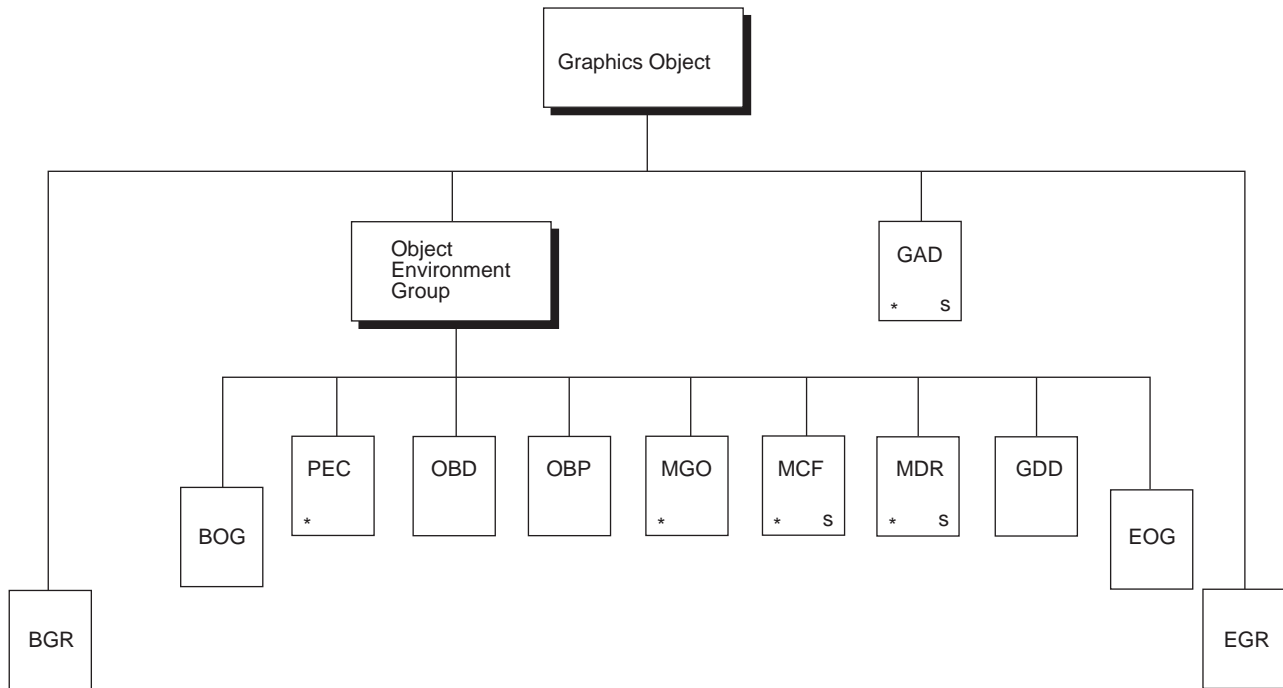 Graphics Object
Object
Environment
Group
GAD
* S
PEC
*
OBD
OBP
MGO
*
MCF
* S
MDR
* S
GDD
BOG
EOG
BGR
EGR